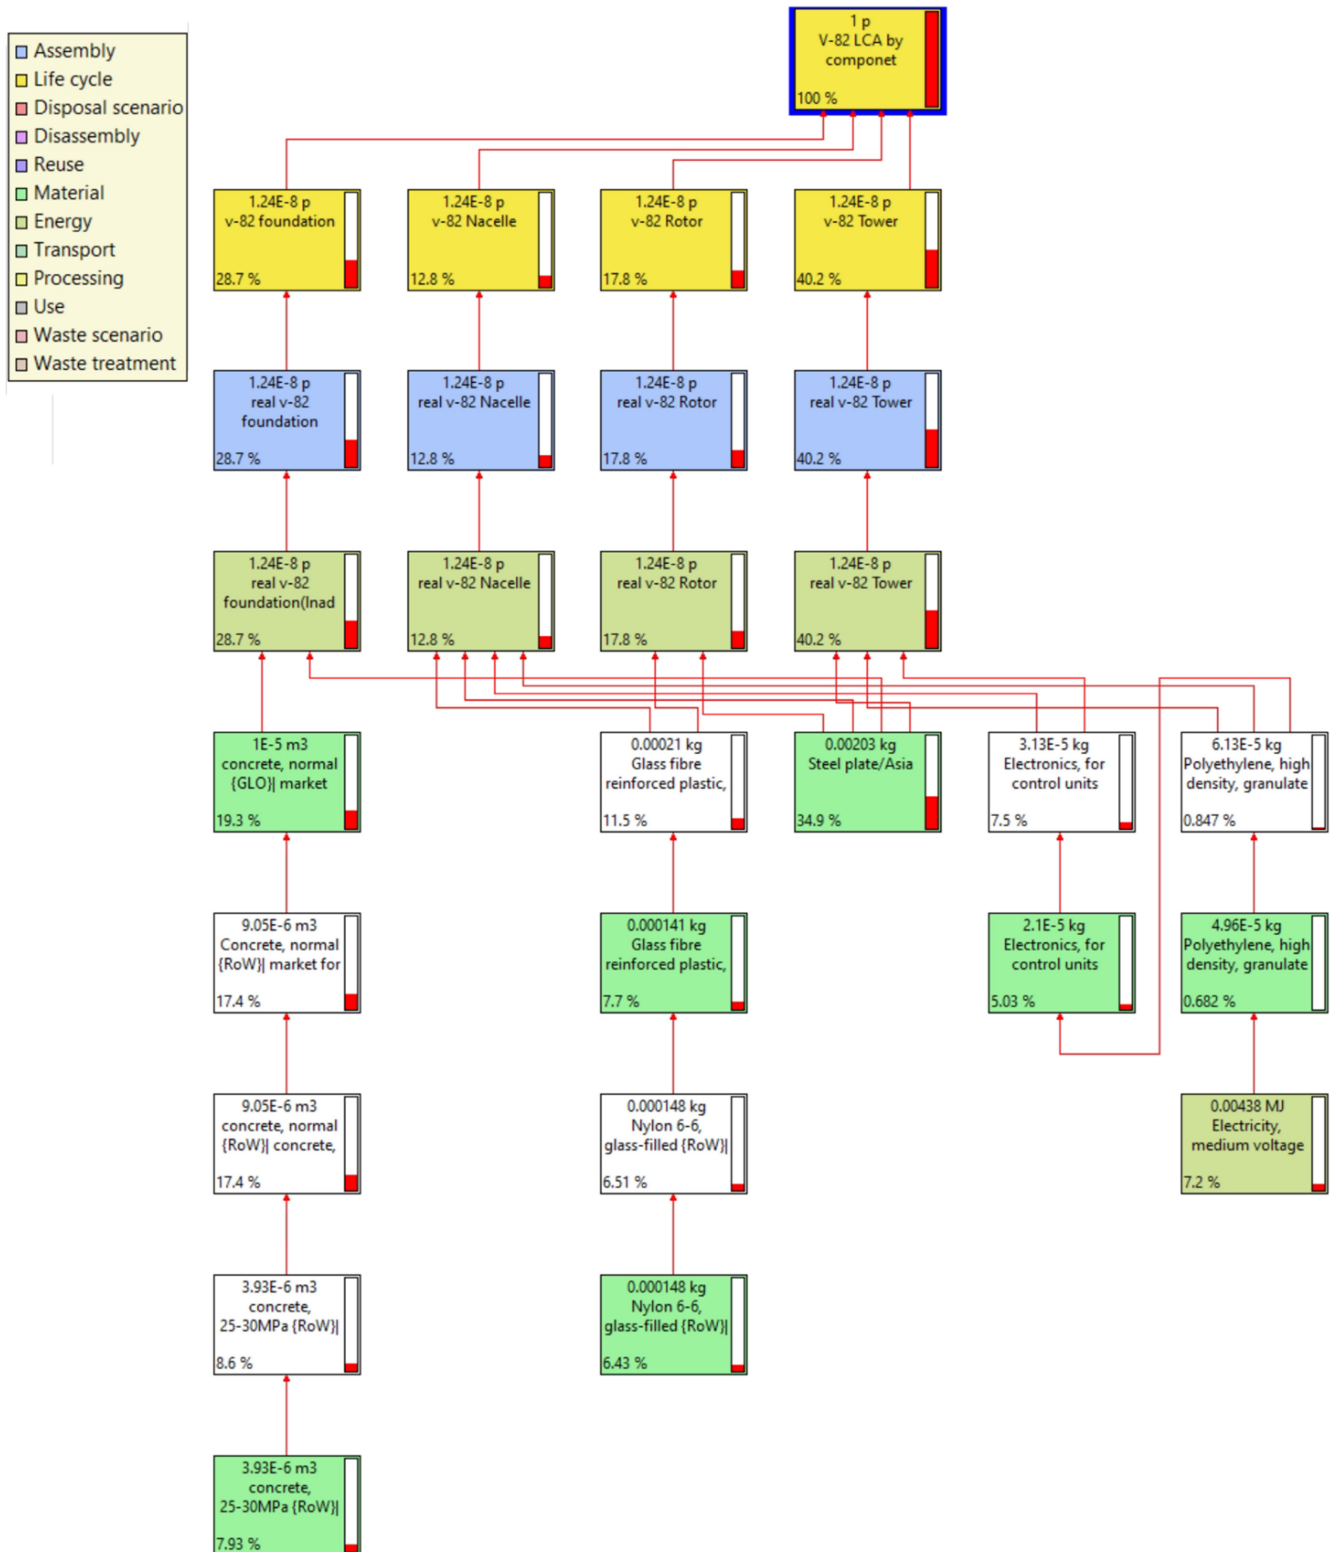 Assembly
Life cycle
Disposal scenario
Disassembly
Reuse
Material
Energy
Transport
Processing
Use
Waste scenario
Waste treatment
1 p
V-82 LCA by
componet
100 %
1.24E-8 p
v-82 foundation
28.7 %
1.24E-8 p
v-82 Nacelle
12.8 %
1.24E-8 p
v-82 Rotor
17.8 %
1.24E-8 p
v-82 Tower
40.2 %
1.24E-8 p
real v-82
foundation
28.7 %
1.24E-8 p
real v-82 Nacelle
12.8 %
1.24E-8 p
real v-82 Rotor
17.8 %
1.24E-8 p
real v-82 Tower
40.2 %
1.24E-8 p
real v-82
foundation(Inad
28.7 %
1.24E-8 p
real v-82 Nacelle
12.8 %
1.24E-8 p
real v-82 Rotor
17.8 %
1.24E-8 p
real v-82 Tower
40.2 %
1E-5 m3
concrete, normal
{GLO}| market
19.3 %
0.00021 kg
Glass fibre
reinforced plastic,
11.5 %
0.00203 kg
Steel plate/Asia
34.9 %
3.13E-5 kg
Electronics, for
control units
7.5 %
6.13E-5 kg
Polyethylene, high
density, granulate
0.847 %
9.05E-6 m3
Concrete, normal
{RoW}| market for
17.4 %
0.000141 kg
Glass fibre
reinforced plastic,
7.7 %
2.1E-5 kg
Electronics, for
control units
5.03 %
4.96E-5 kg
Polyethylene, high
density, granulate
0.682 %
9.05E-6 m3
concrete, normal
{RoW}| concrete,
17.4 %
0.000148 kg
Nylon 6-6,
glass-filled {RoW}|
6.51 %
0.00438 MJ
Electricity,
medium voltage
7.2 %
3.93E-6 m3
concrete,
25-30MPa {RoW}|
8.6 %
0.000148 kg
Nylon 6-6,
glass-filled {RoW}|
6.43 %
3.93E-6 m3
concrete,
25-30MPa {RoW}|
7.93 %